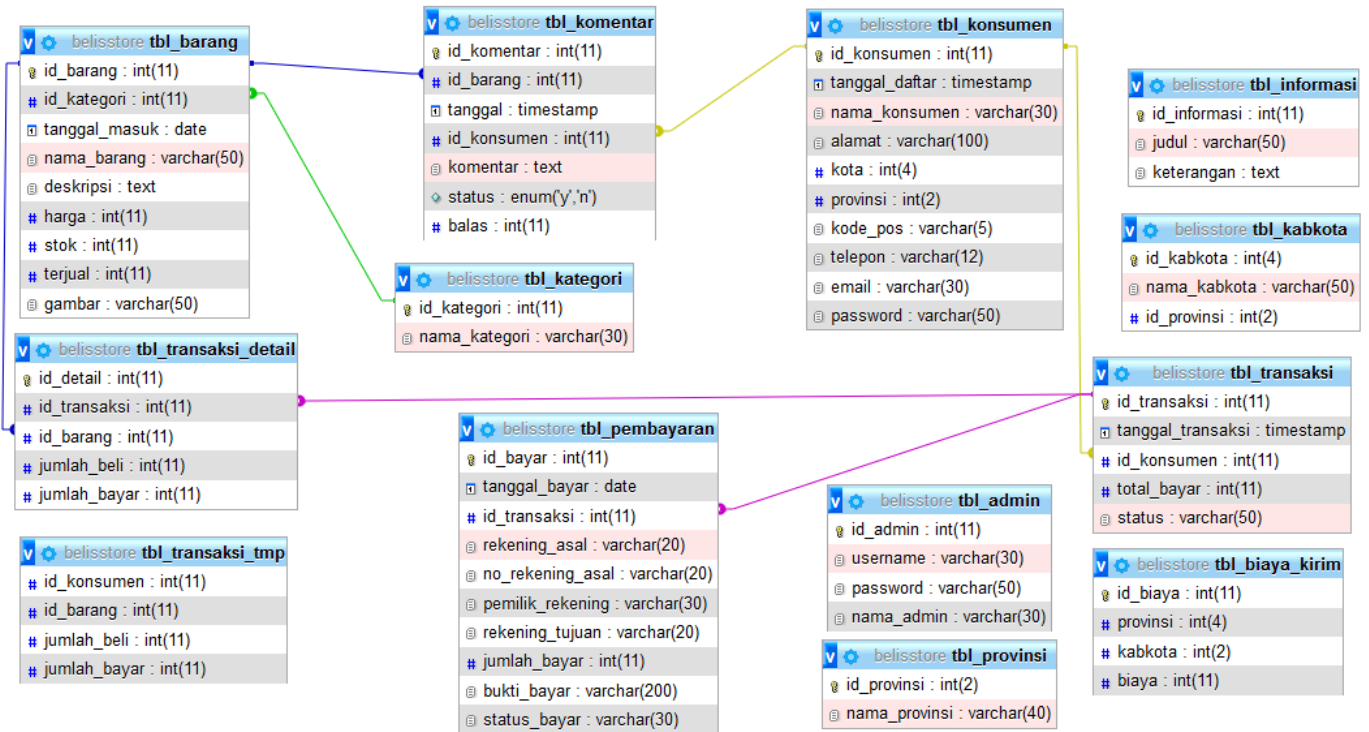 belisstore tbl_barang
id_barang : int(11)
id_kategori : int(11)
tanggal_masuk : date
nama_barang : varchar(50)
deskripsi : text
harga : int(11)
stok : int(11)
terjual : int(11)
gambar : varchar(50)
belisstore tbl_komentar
id_komentar : int(11)
id_barang : int(11)
tanggal : timestamp
id_konsumen : int(11)
komentar : text
status : enum('y','n')
balas : int(11)
belisstore tbl_konsumen
id_konsumen : int(11)
tanggal_daftar : timestamp
nama_konsumen : varchar(30)
alamat : varchar(100)
kota : int(4)
provinsi : int(2)
kode_pos : varchar(5)
telepon : varchar(12)
email : varchar(30)
password : varchar(50)
belisstore tbl_informasi
id_informasi : int(11)
judul : varchar(50)
keterangan : text
belisstore tbl_kabkota
id_kabkota : int(4)
nama_kabkota : varchar(50)
id_provinsi : int(2)
belisstore tbl_kategori
id_kategori : int(11)
nama_kategori : varchar(30)
belisstore tbl_transaksi_detail
id_detail : int(11)
id_transaksi : int(11)
id_barang : int(11)
jumlah_beli : int(11)
jumlah_bayar : int(11)
belisstore tbl_transaksi
id_transaksi : int(11)
tanggal_transaksi : timestamp
id_konsumen : int(11)
total_bayar : int(11)
status : varchar(50)
belisstore tbl_pembayaran
id_bayar : int(11)
tanggal_bayar : date
id_transaksi : int(11)
rekening_asal : varchar(20)
no_rekening_asal : varchar(20)
pemilik_rekening : varchar(30)
rekening_tujuan : varchar(20)
jumlah_bayar : int(11)
bukti_bayar : varchar(200)
status_bayar : varchar(30)
belisstore tbl_admin
id_admin : int(11)
username : varchar(30)
password : varchar(50)
nama_admin : varchar(30)
belisstore tbl_transaksi_tmp
id_konsumen : int(11)
id_barang : int(11)
jumlah_beli : int(11)
jumlah_bayar : int(11)
belisstore tbl_biaya_kirim
id_biaya : int(11)
provinsi : int(4)
kabkota : int(2)
biaya : int(11)
belisstore tbl_provinsi
id_provinsi : int(2)
nama_provinsi : varchar(40)